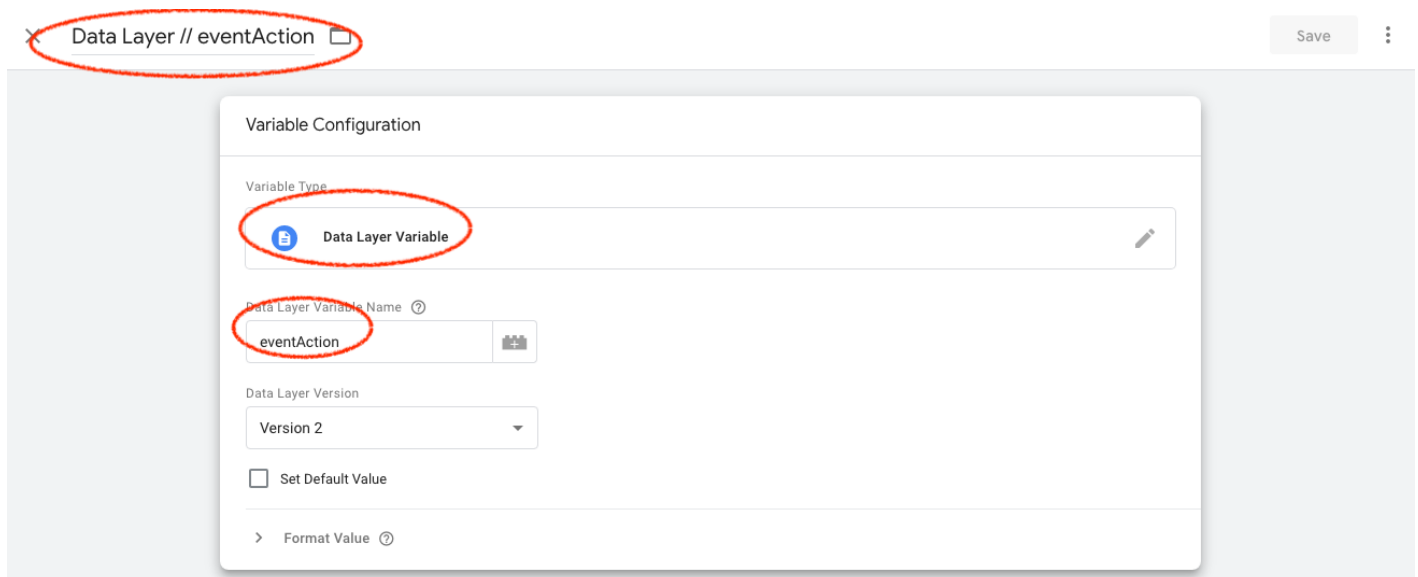 Data Layer // eventAction
Save
Variable Configuration
Variable Type
Data Layer Variable
Data Layer Variable Name
eventAction
Data Layer Version
Version 2
Set Default Value
Format Value